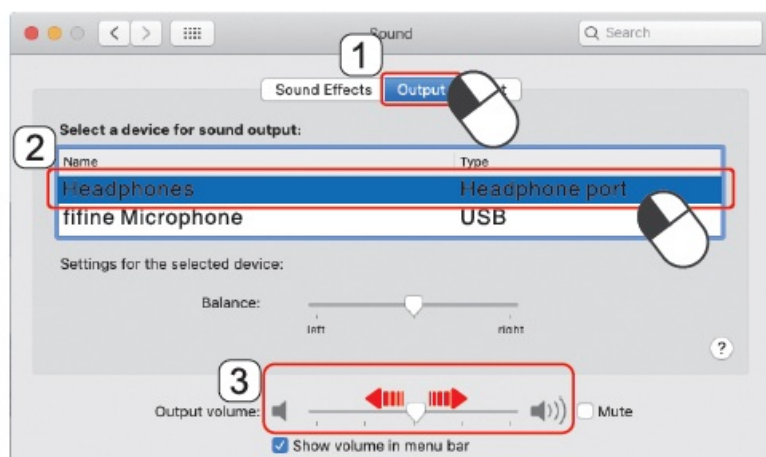 Sound
Search
1
Sound Effects Output
Select a device for sound output:
2
Name Type
Headphones Headphone port
fifine Microphone USB
Settings for the selected device:
Balance:
left right
?
3
Output volume: Mute
Show volume in menu bar